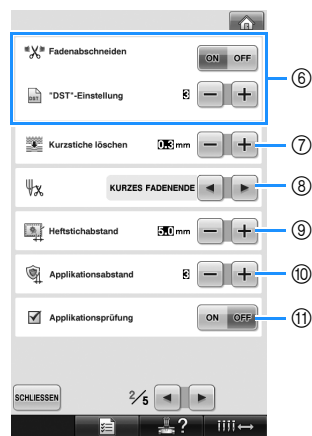 Fadenabschneiden
ON OFF
⑥
DST
"DST"-Einstellung
3 − +
Kurzstiche löschen
0.3 mm − +
⑦
KURZES FADENENDE
⑧
Heftstichabstand
5.0 mm − +
⑨
Applikationsabstand
3 − +
⑩
Applikationsprüfung
ON OFF
⑪
SCHLIESSEN
2/5
?